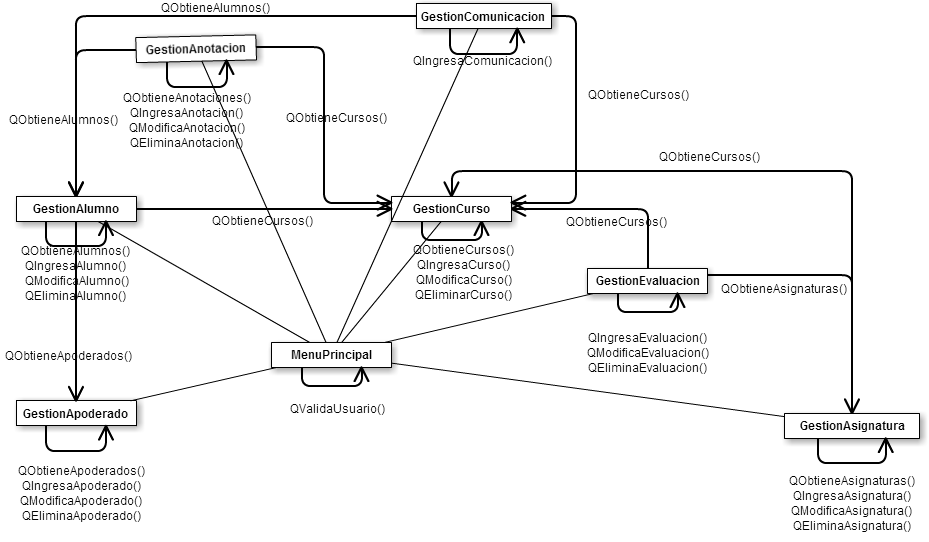 QObtieneAlumnos()
GestionComunicacion
GestionAnotacion
QIngresaComunicacion()
QObtieneAnotaciones()
QIngresaAnotacion()
QModificaAnotacion()
QEliminaAnotacion()
QObtieneAlumnos()
QObtieneCursos()
QObtieneCursos()
QObtieneCursos()
GestionAlumno
GestionCurso
QObtieneCursos()
QObtieneCursos()
QObtieneAlumnos()
QIngresaAlumno()
QModificaAlumno()
QEliminaAlumno()
QObtieneCursos()
QIngresaCurso()
QModificaCurso()
QEliminarCurso()
GestionEvaluacion
QObtieneAsignaturas()
QIngresaEvaluacion()
QModificaEvaluacion()
QEliminaEvaluacion()
QObtieneApoderados()
MenuPrincipal
QValidaUsuario()
GestionApoderado
GestionAsignatura
QObtieneApoderados()
QIngresaApoderado()
QModificaApoderado()
QEliminaApoderado()
QObtieneAsignaturas()
QIngresaAsignatura()
QModificaAsignatura()
QEliminaAsignatura()